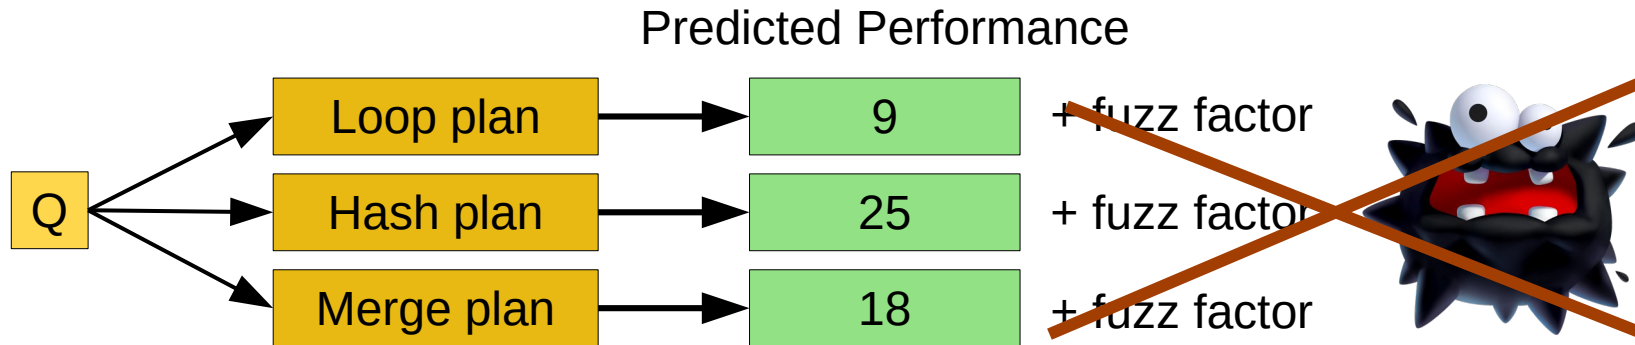 Predicted Performance
Loop plan 9 + fuzz factor
Q Hash plan 25 + fuzz factor
Merge plan 18 + fuzz factor